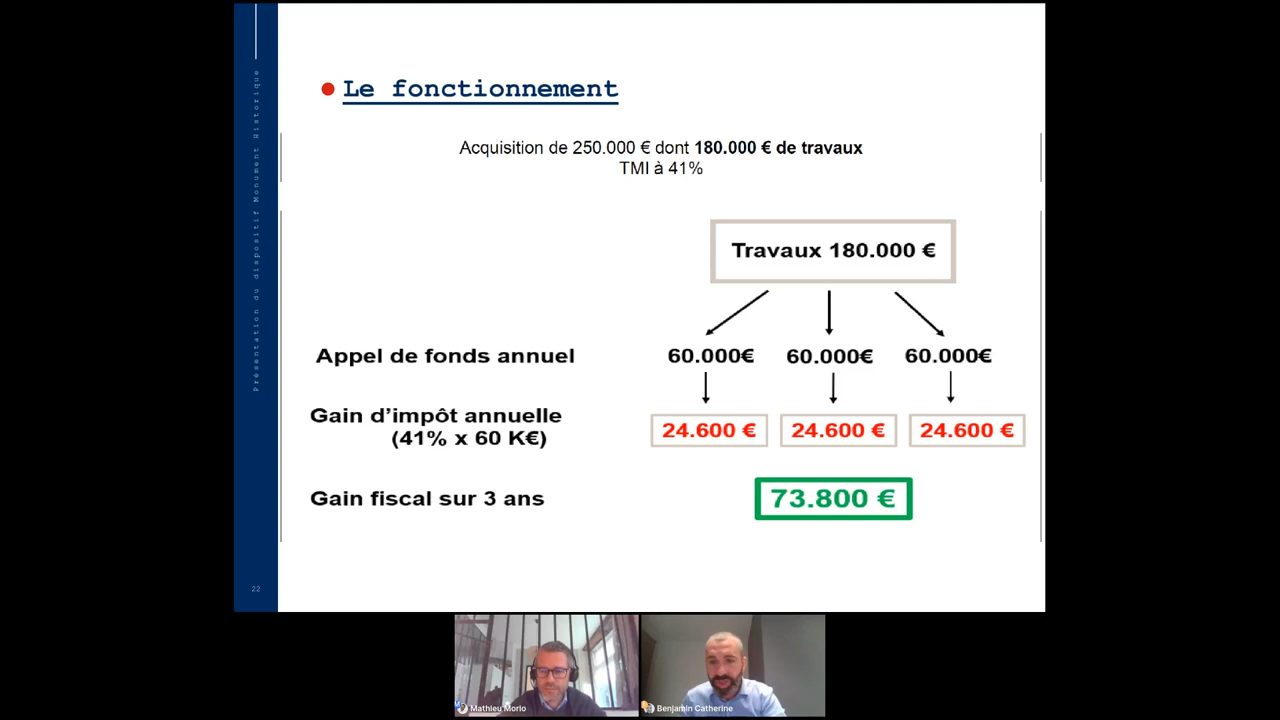 Présentation du dispositif Monument Historique
Le fonctionnement
Acquisition de 250.000 € dont 180.000 € de travaux
TMI à 41%
Travaux 180.000 €
Appel de fonds annuel
60.000€ 60.000€ 60.000€
Gain d’impôt annuelle
(41% x 60 K€)
24.600 € 24.600 € 24.600 €
Gain fiscal sur 3 ans
73.800 €
22
Mathieu Morio
Benjamin Catherine